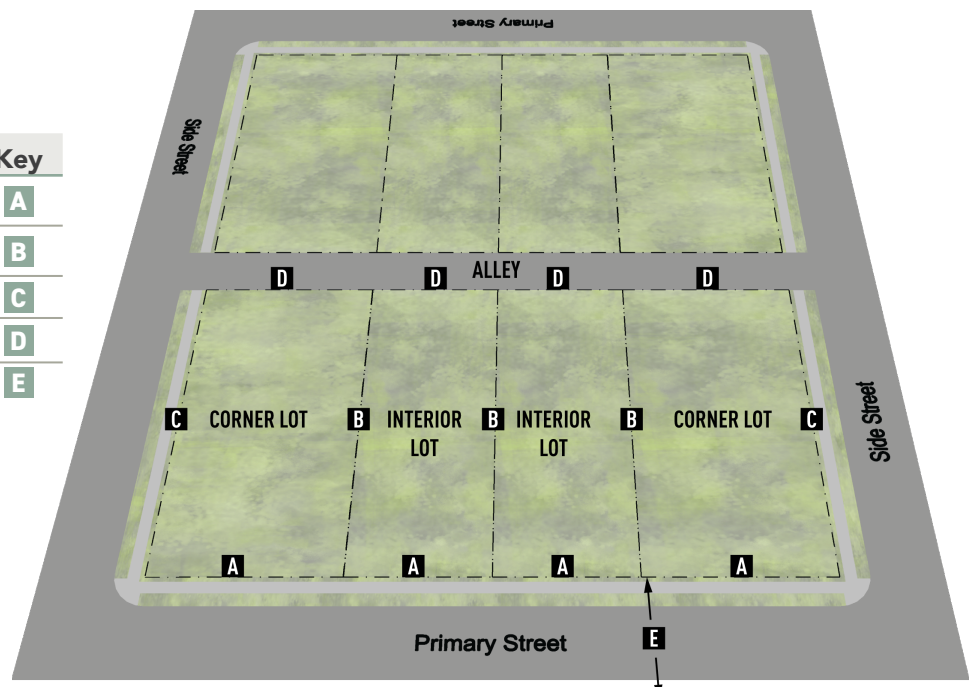 Primary Street
Side Street
Key
A
B
C
D
E
ALLEY
D
D
D
D
C
CORNER LOT
B
INTERIOR
LOT
B
INTERIOR
LOT
B
CORNER LOT
C
Side Street
A
A
A
A
Primary Street
E